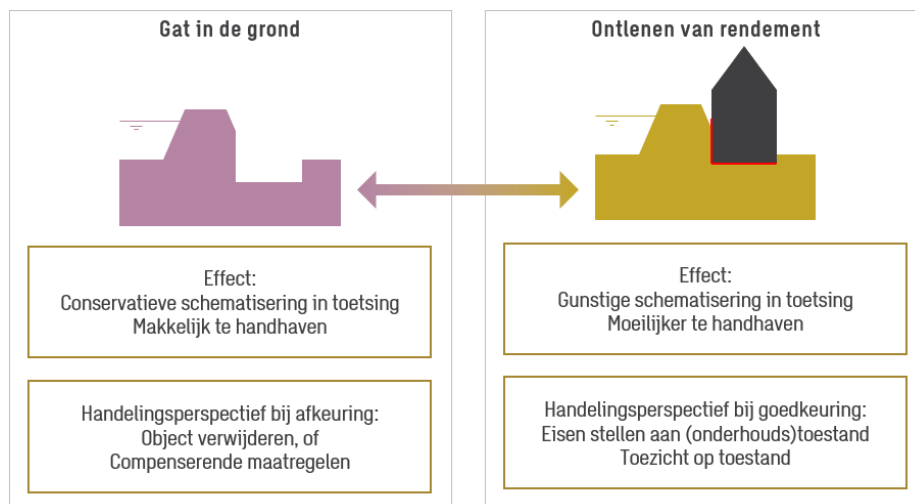 Gat in de grond
Effect:
Conservatieve schematisering in toetsing
Makkelijk te handhaven
Handelingsperspectief bij afkeuring:
Object verwijderen, of
Compenserende maatregelen
Ontlenen van rendement
Effect:
Gunstige schematisering in toetsing
Moeilijker te handhaven
Handelingsperspectief bij goedkeuring:
Eisen stellen aan (onderhouds)toestand
Toezicht op toestand